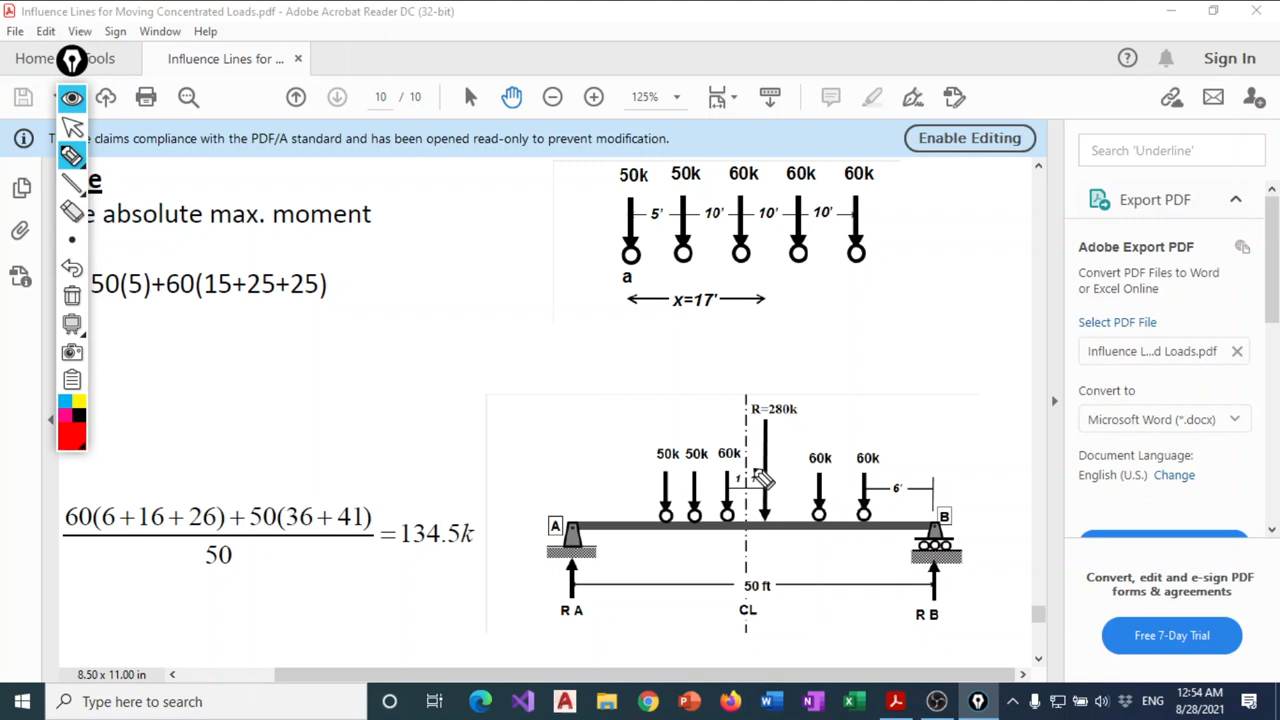 Influence Lines for Moving Concentrated Loads.pdf - Adobe Acrobat Reader DC (32-bit)
File Edit View Sign Window Help
Home Tools Influence Lines for ... × Sign In
10 / 10 125%
claims compliance with the PDF/A standard and has been opened read-only to prevent modification. Enable Editing
50k 50k 60k 60k 60k
e absolute max. moment
5' 10' 10' 10'
a
50(5)+60(15+25+25)
x=17'
R=280k
50k 50k 60k 60k 60k
1 6'
60(6+16+26)+50(36+41)
50
=134.5k
A B
50 ft
R A CL R B
8.50 x 11.00 in
Search 'Underline'
Export PDF
Adobe Export PDF
Convert PDF Files to Word
or Excel Online
Select PDF File
Influence L...d Loads.pdf
Convert to
Microsoft Word (*.docx)
Document Language:
English (U.S.) Change
Convert, edit and e-sign PDF
forms & agreements
Free 7-Day Trial
Type here to search
ENG
12:54 AM
8/28/2021